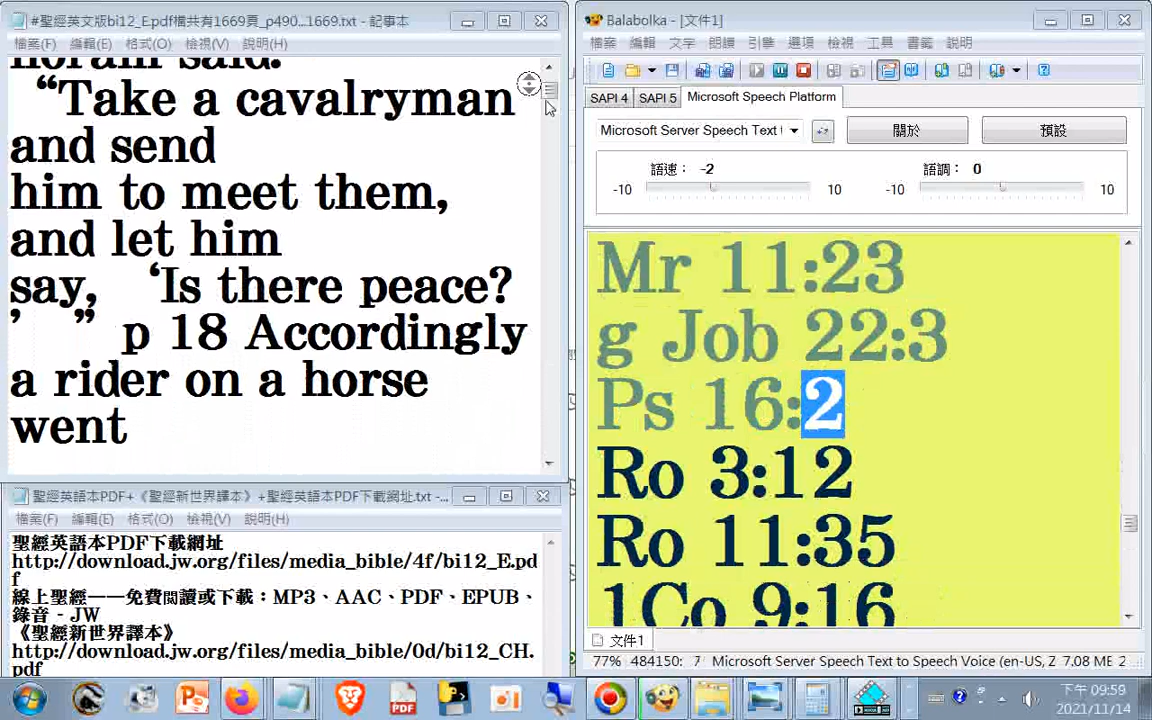 #聖經英文版bi12_E.pdf檔共有1669頁_p490...1669.txt - 記事本
檔案(F) 編輯(E) 格式(O) 檢視(V) 說明(H)
horam said:
“Take a cavalryman
and send
him to meet them,
and let him
say, ‘Is there peace?
’ ” p 18 Accordingly
a rider on a horse
went
聖經英語本PDF+《聖經新世界譯本》+聖經英語本PDF下載網址.txt -...
檔案(F) 編輯(E) 格式(O) 檢視(V) 說明(H)
聖經英語本PDF下載網址
http://download.jw.org/files/media_bible/4f/bi12_E.pd
f
線上聖經——免費閱讀或下載：MP3、AAC、PDF、EPUB、
錄音 - JW
《聖經新世界譯本》
http://download.jw.org/files/media_bible/0d/bi12_CH.
pdf
Balabolka - [文件1]
檔案 編輯 文字 朗讀 引擎 選項 檢視 工具 書籤 說明
SAPI 4 SAPI 5 Microsoft Speech Platform
Microsoft Server Speech Text 關於 預設
語速： -2 語調： 0
-10 10 -10 10
Mr 11:23
g Job 22:3
Ps 16:2
Ro 3:12
Ro 11:35
1Co 9:16
文件1
77% 484150: 7 Microsoft Server Speech Text to Speech Voice (en-US, Z 7.08 ME 2
下午 09:59
2021/11/14